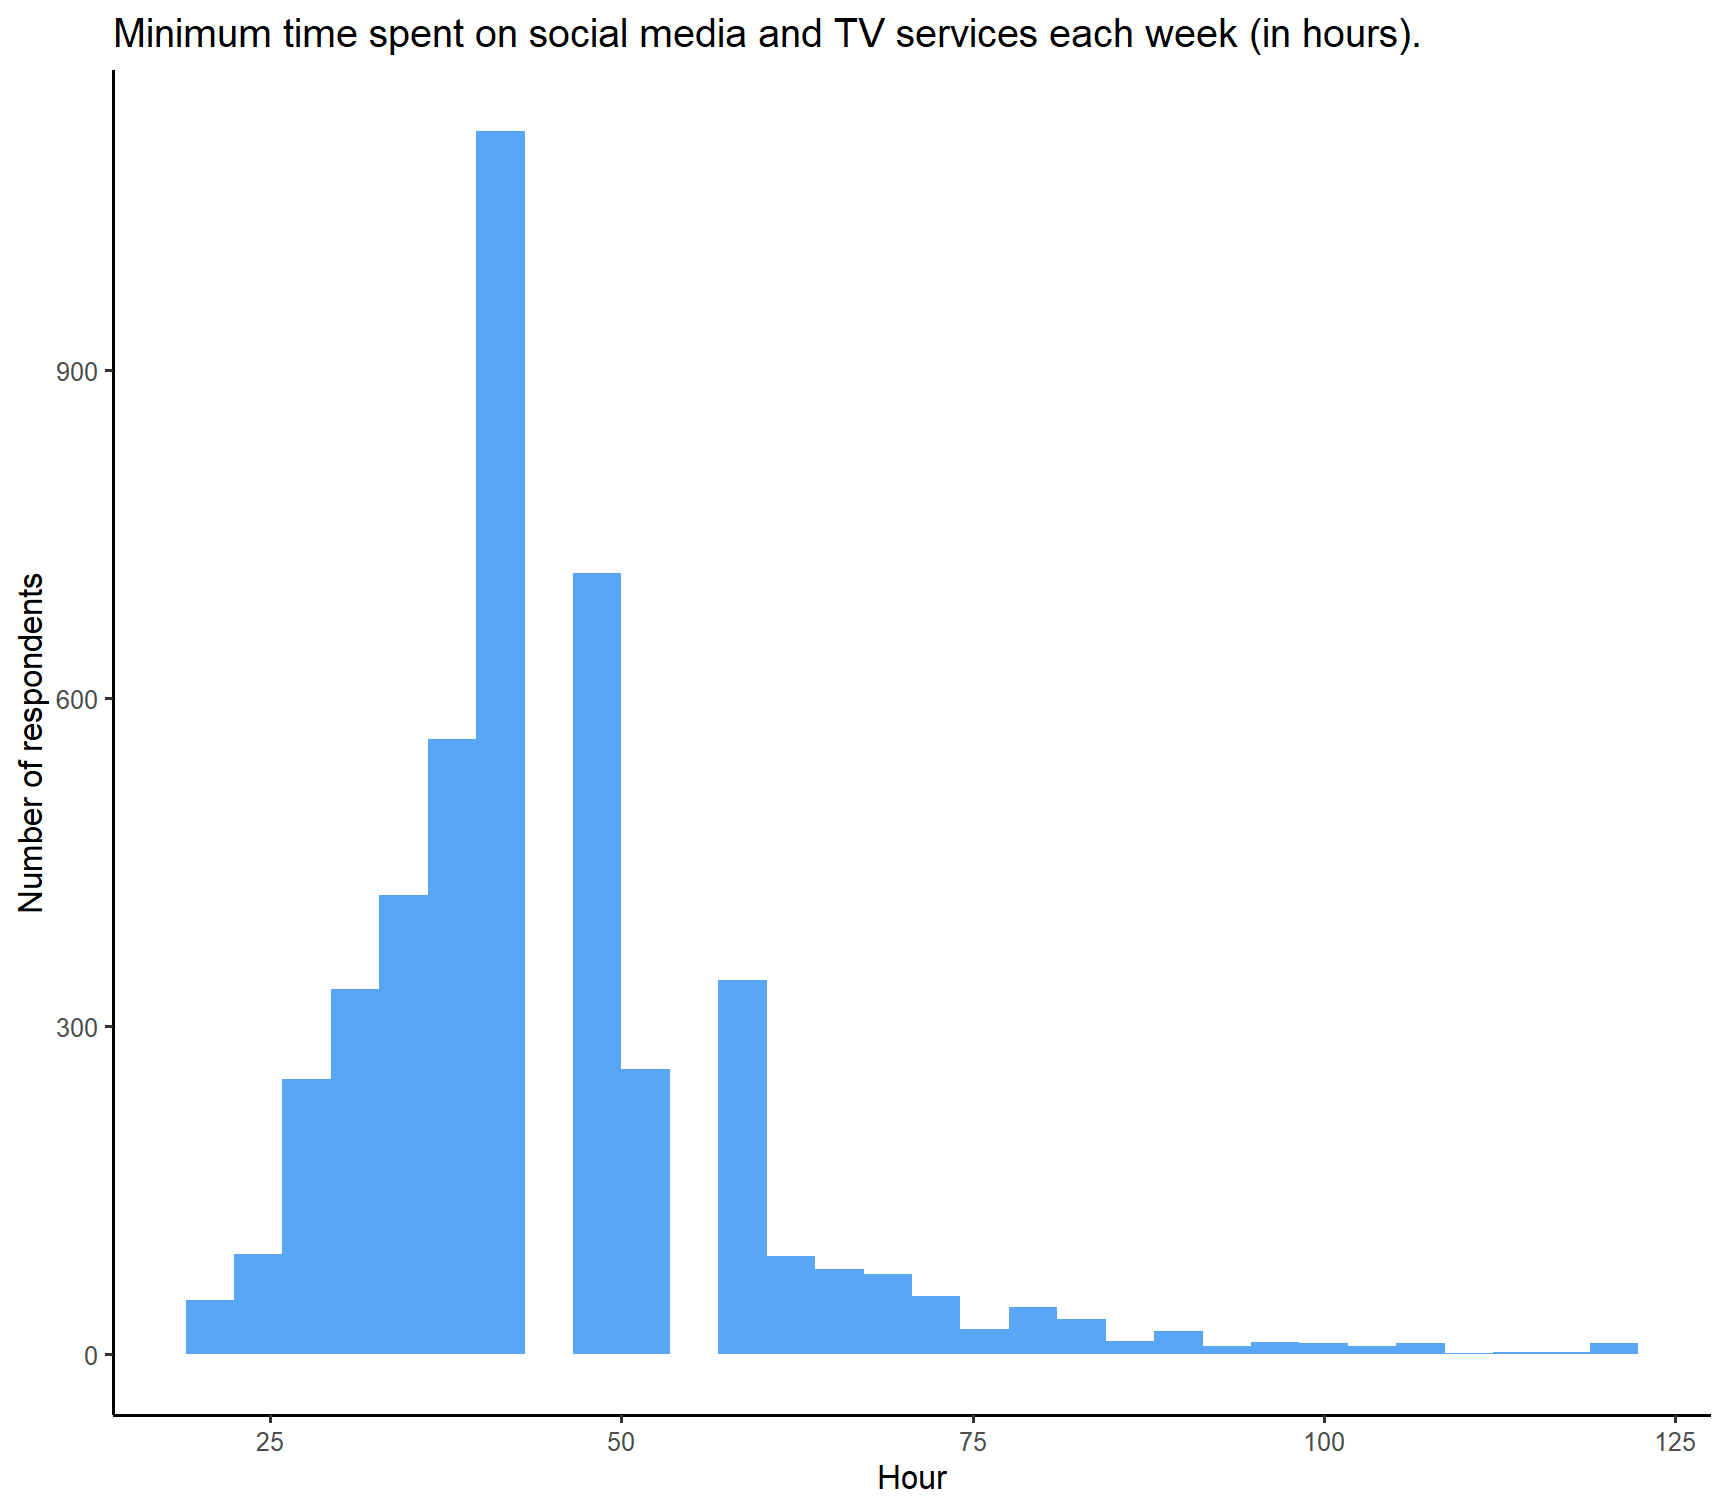 Minimum time spent on social media and TV services each week (in hours).
Number of respondents
900
600
300
0
25 50 75 100 125
Hour